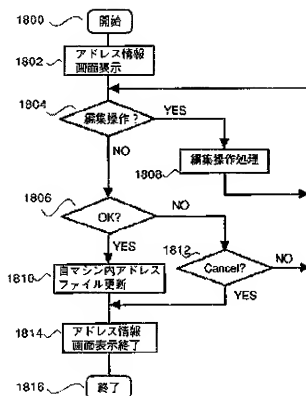 1800
開始
1802
アドレス情報
画面表示
1804
編集操作？
YES
NO
編集操作処理
1808
1806
OK?
NO
YES
1812
Cancel?
NO
YES
1810
自マシン内アドレス
ファイル更新
1814
アドレス情報
画面表示終了
1816
終了